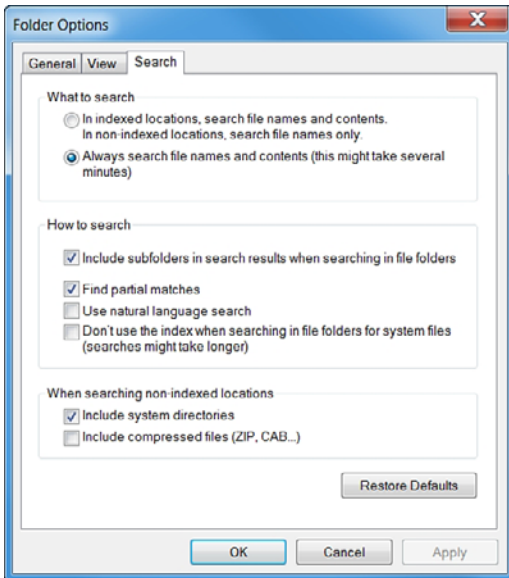 Folder Options
General View Search
What to search
In indexed locations, search file names and contents.
In non-indexed locations, search file names only.
Always search file names and contents (this might take several
minutes)
How to search
Include subfolders in search results when searching in file folders
Find partial matches
Use natural language search
Don't use the index when searching in file folders for system files
(searches might take longer)
When searching non-indexed locations
Include system directories
Include compressed files (ZIP, CAB...)
Restore Defaults
OK Cancel Apply